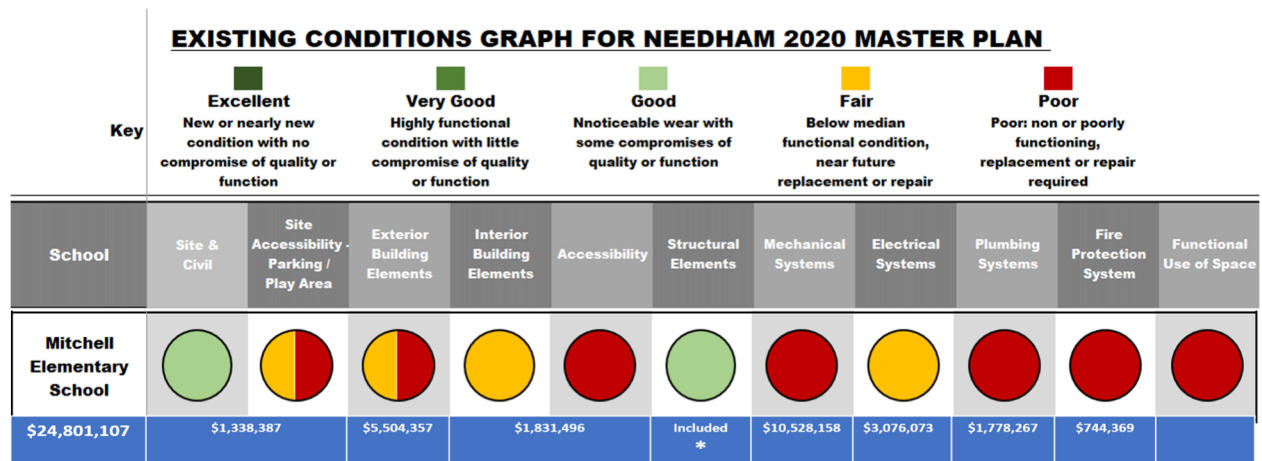 EXISTING CONDITIONS GRAPH FOR NEEDHAM 2020 MASTER PLAN
Key
Excellent
New or nearly new
condition with no
compromise of quality or
function
Very Good
Highly functional
condition with little
compromise of quality
or function
Good
Nnoticeable wear with
some compromises of
quality or function
Fair
Below median
functional condition,
near future
replacement or repair
Poor
Poor: non or poorly
functioning,
replacement or repair
required
School
Site &
Civil
Site
Accessibility -
Parking /
Play Area
Exterior
Building
Elements
Interior
Building
Elements
Accessibility
Structural
Elements
Mechanical
Systems
Electrical
Systems
Plumbing
Systems
Fire
Protection
System
Functional
Use of Space
Mitchell
Elementary
School
$24,801,107
$1,338,387
$5,504,357
$1,831,496
Included
*
$10,528,158
$3,076,073
$1,778,267
$744,369